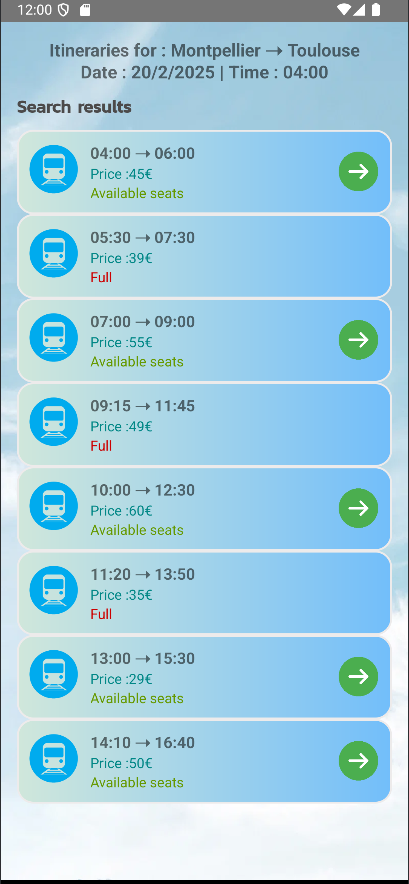 12:00
Itineraries for : Montpellier → Toulouse
Date : 20/2/2025 | Time : 04:00
Search results
04:00 → 06:00
Price :45€
Available seats
05:30 → 07:30
Price :39€
Full
07:00 → 09:00
Price :55€
Available seats
09:15 → 11:45
Price :49€
Full
10:00 → 12:30
Price :60€
Available seats
11:20 → 13:50
Price :35€
Full
13:00 → 15:30
Price :29€
Available seats
14:10 → 16:40
Price :50€
Available seats